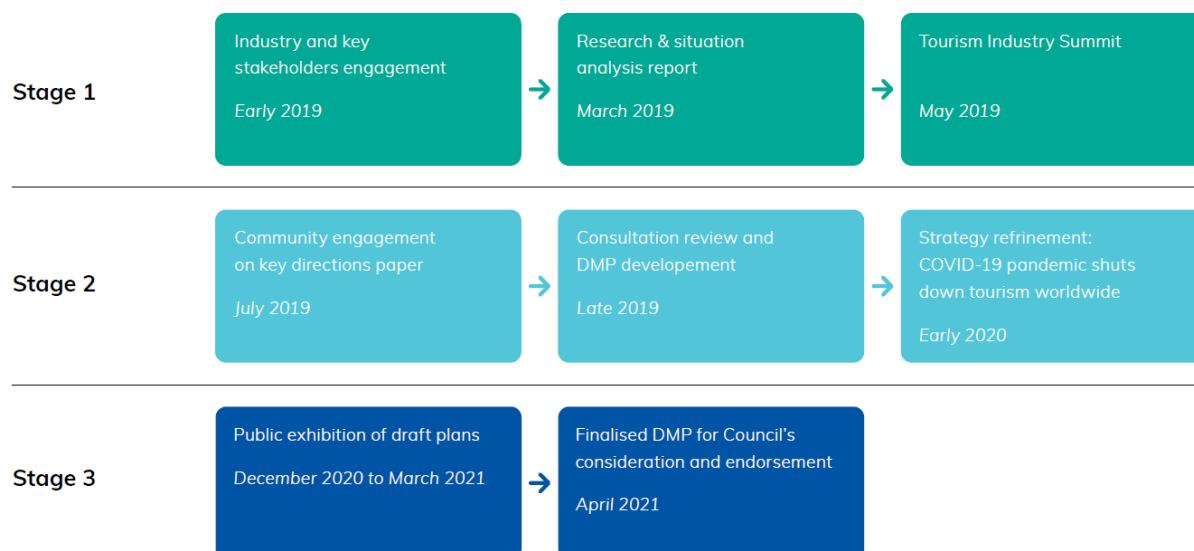 Stage 1
Industry and key
stakeholders engagement
Early 2019
Research & situation
analysis report
March 2019
Tourism Industry Summit
May 2019
Stage 2
Community engagement
on key directions paper
July 2019
Consultation review and
DMP developement
Late 2019
Strategy refrinement:
COVID-19 pandemic shuts
down tourism worldwide
Early 2020
Stage 3
Public exhibition of draft plans
December 2020 to March 2021
Finalised DMP for Council's
consideration and endorsement
April 2021